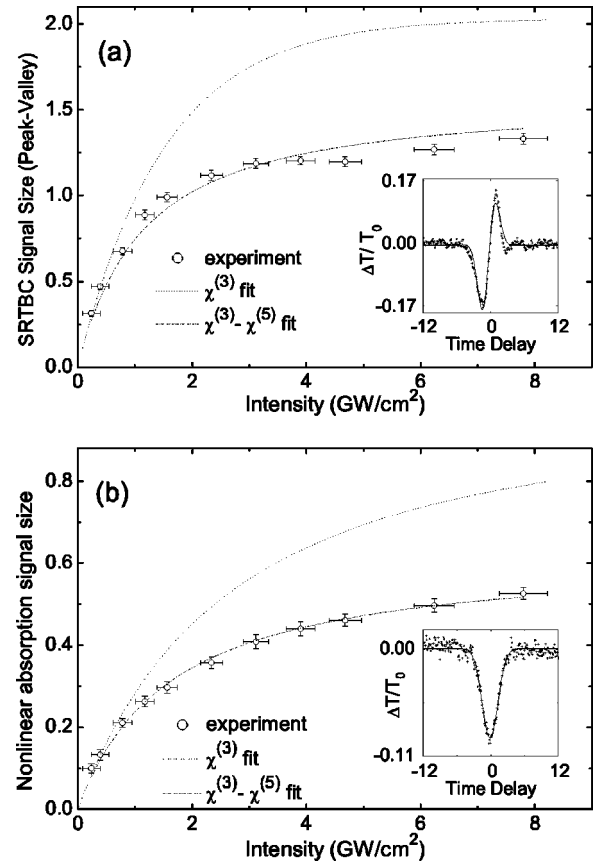 (a)
SRTBC Signal Size (Peak-Valley)
2.0
1.5
1.0
0.5
0.0
experiment
χ(3) fit
χ(3)- χ(5) fit
ΔT/ T0
0.17
0.00
-0.17
-12 0 12
Time Delay
0 2 4 6 8
Intensity (GW/cm2)
(b)
Nonlinear absorption signal size
0.8
0.6
0.4
0.2
0.0
experiment
χ(3) fit
χ(3)- χ(5) fit
ΔT/T0
0.00
-0.11
-12 0 12
Time Delay
0 2 4 6 8
Intensity (GW/cm2)